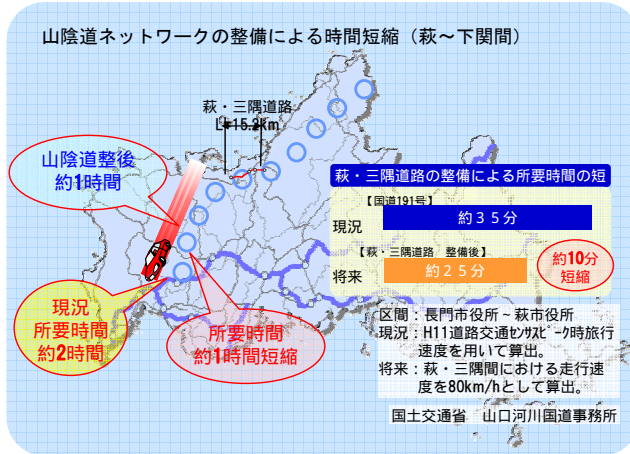 山陰道ネットワークの整備による時間短縮（萩～下関間）
萩・三隅道路
L=15.2km
山陰道整後
約1時間
萩・三隅道路の整備による所要時間の短
【国道191号】
現況
約３５分
【萩・三隅道路　整備後】
将来
約２５分
約10分
短縮
現況
所要時間
約2時間
所要時間
約1時間短縮
区間：長門市役所～萩市役所
現況：H11道路交通ｾﾝｻｽﾋﾟｰｸ時旅行
速度を用いて算出。
将来：萩・三隅間における走行速
度を80km/hとして算出。
国土交通省　山口河川国道事務所